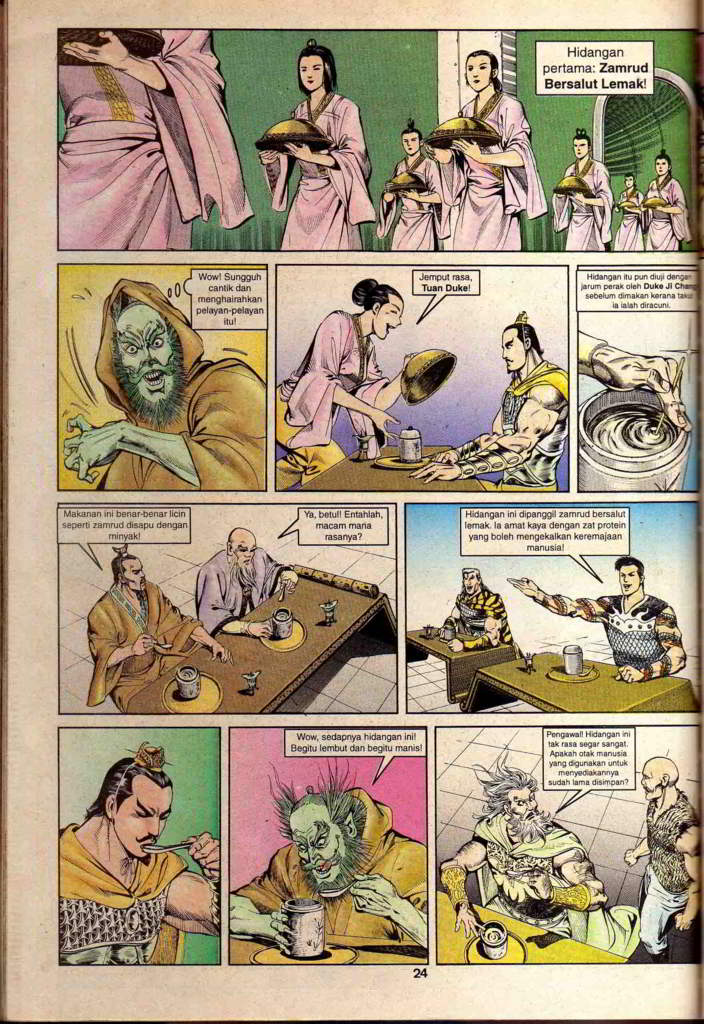 Hidangan
pertama: Zamrud
Bersalut Lemak!
Wow! Sungguh
cantik dan
menghairahkan
pelayan-pelayan
itu!
Jemput rasa,
Tuan Duke!
Hidangan itu pun diuji dengan
jarum perak oleh Duke Ji Chang
sebelum dimakan kerana takut
ia ialah diracuni.
Makanan ini benar-benar licin
seperti zamrud disapu dengan
minyak!
Ya, betul! Entahlah,
macam mana
rasanya?
Hidangan ini dipanggil zamrud bersalut
lemak. Ia amat kaya dengan zat protein
yang boleh mengekalkan keremajaan
manusia!
Wow, sedapnya hidangan ini!
Begitu lembut dan begitu manis!
Pengawal! Hidangan ini
tak rasa segar sangat.
Apakah otak manusia
yang digunakan untuk
menyediakannya
sudah lama disimpan?
24